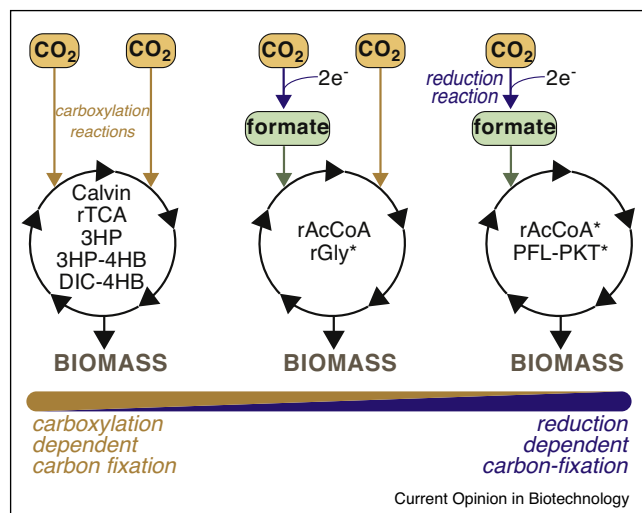 CO2 CO2 CO2 CO2 CO2
carboxylation
reactions
2e-
reduction
reaction
2e-
formate
formate
Calvin
rTCA
3HP
3HP-4HB
DIC-4HB
rAcCoA
rGly*
rAcCoA*
PFL-PKT*
BIOMASS BIOMASS BIOMASS
carboxylation
dependent
carbon fixation
reduction
dependent
carbon-fixation
Current Opinion in Biotechnology